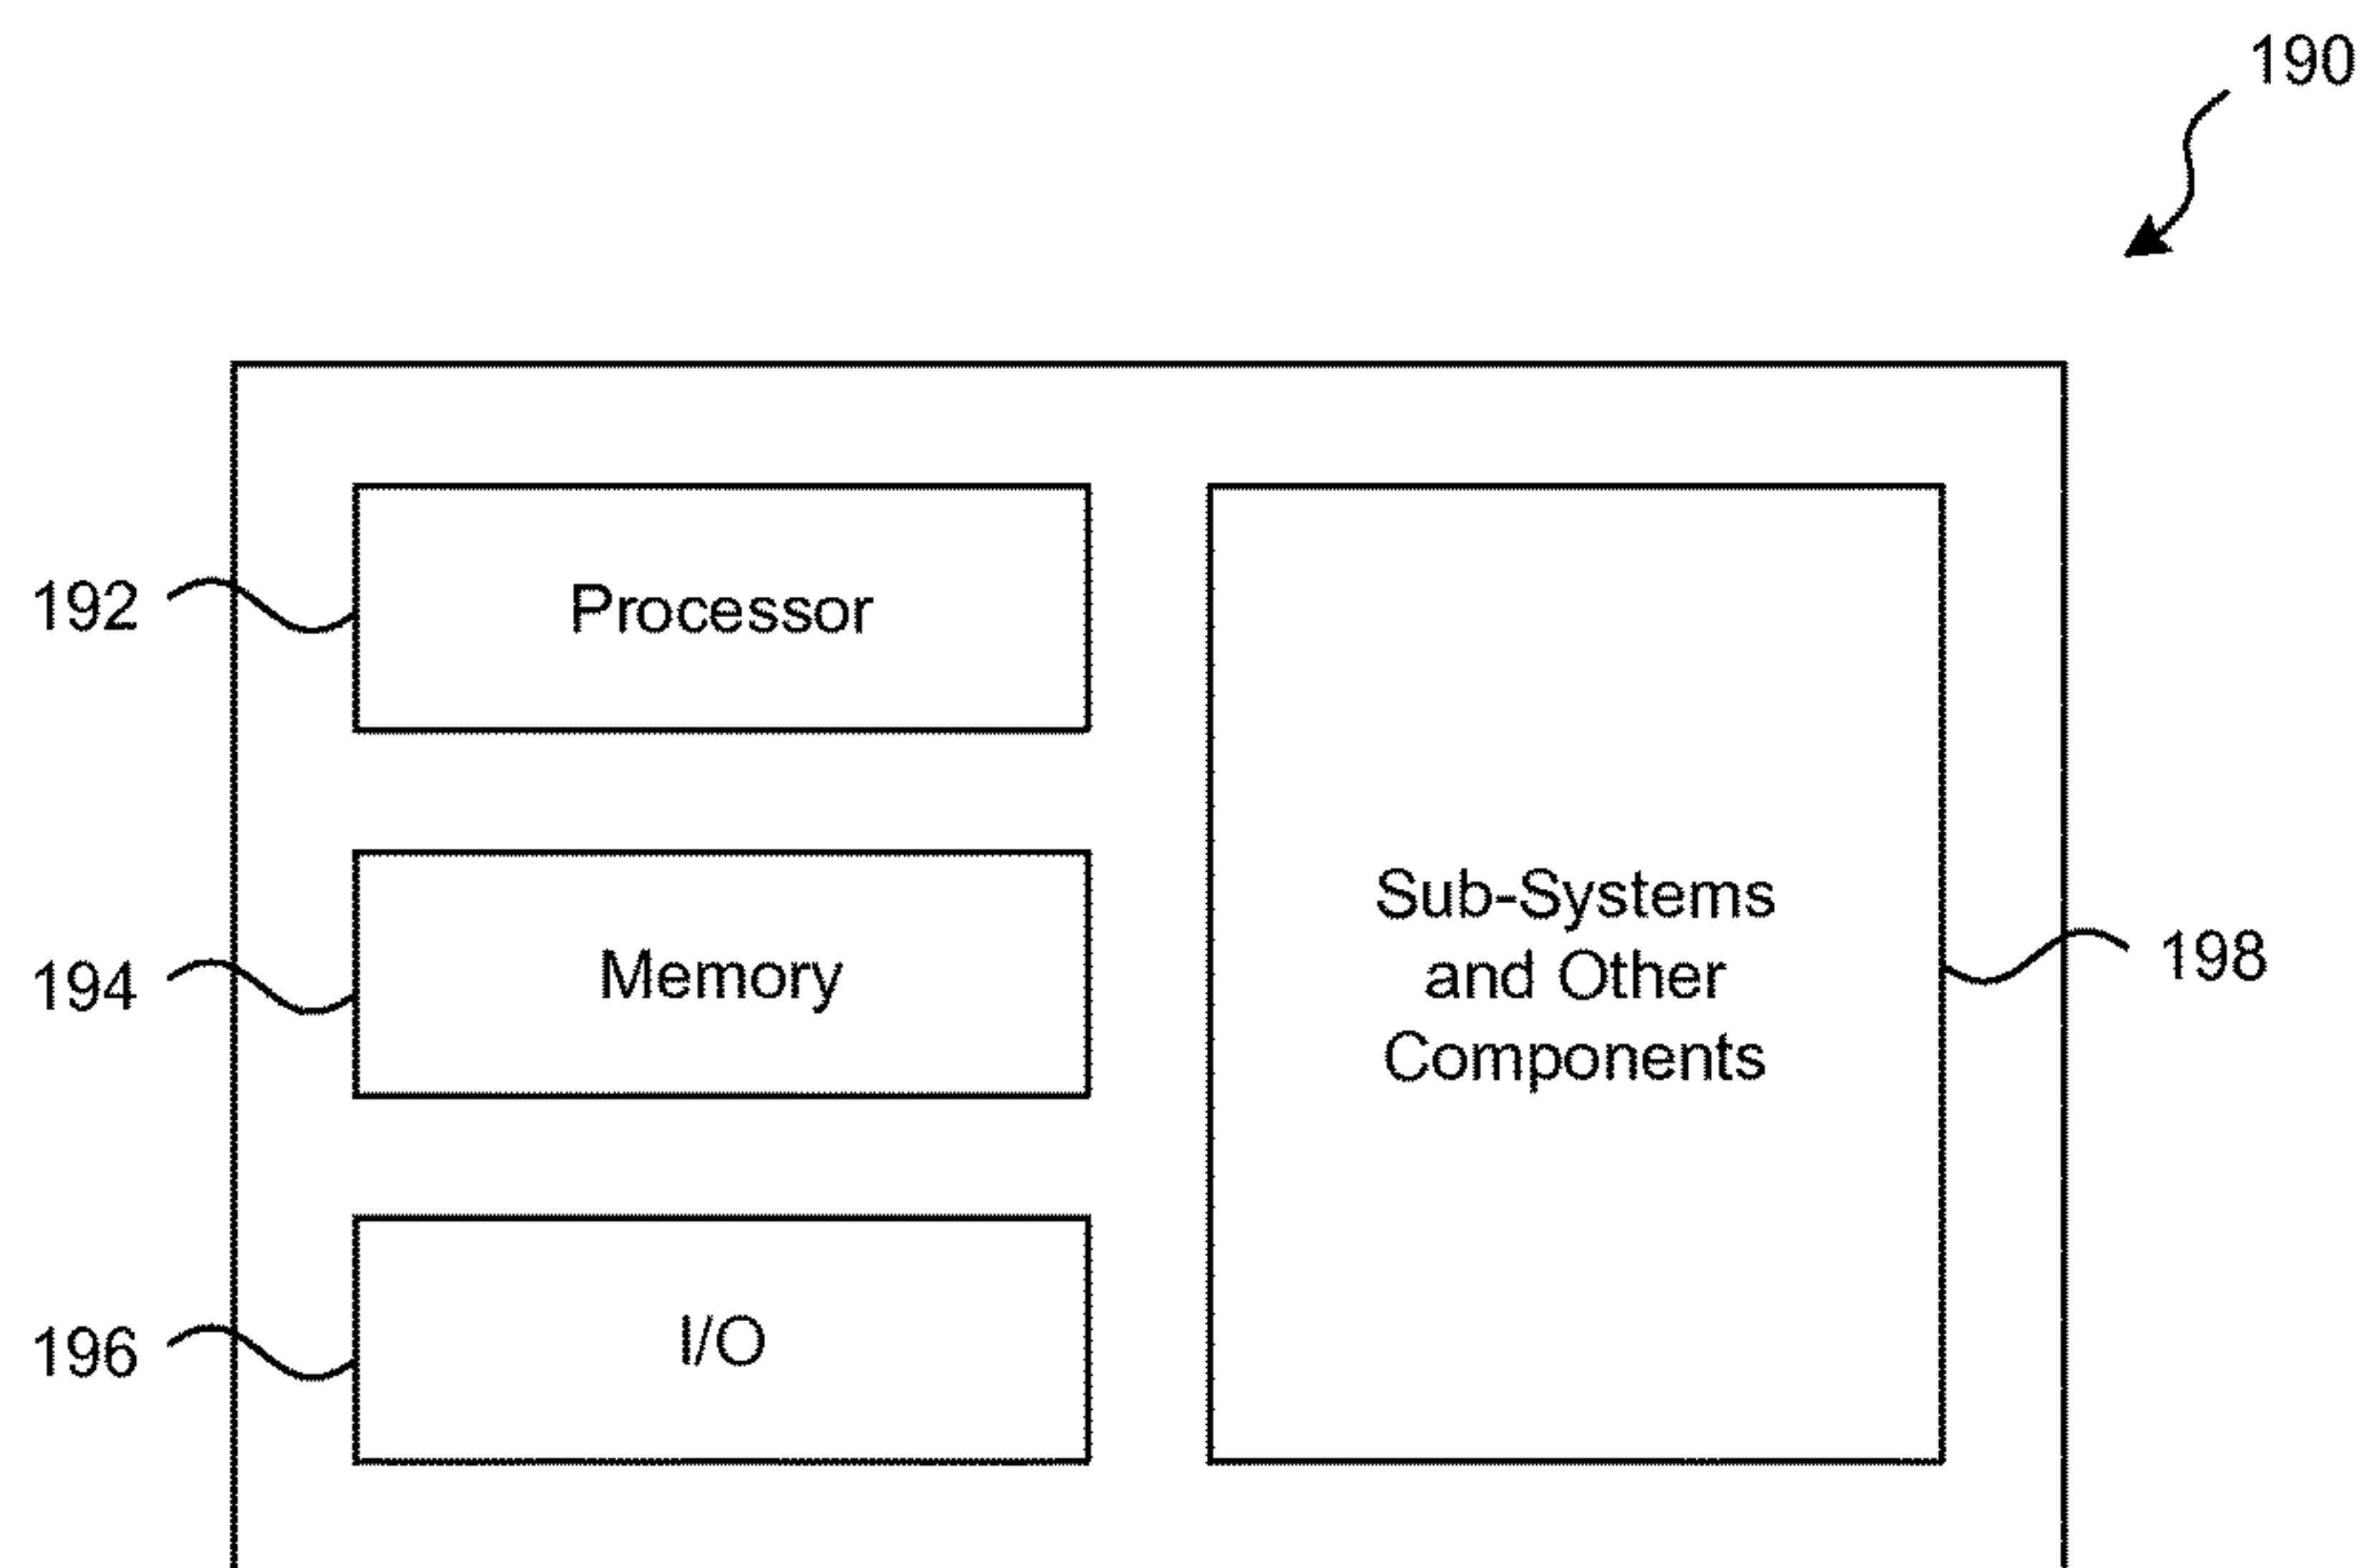 190
192
Processor
194
Memory
196
I/O
Sub-Systems
and Other
Components
198